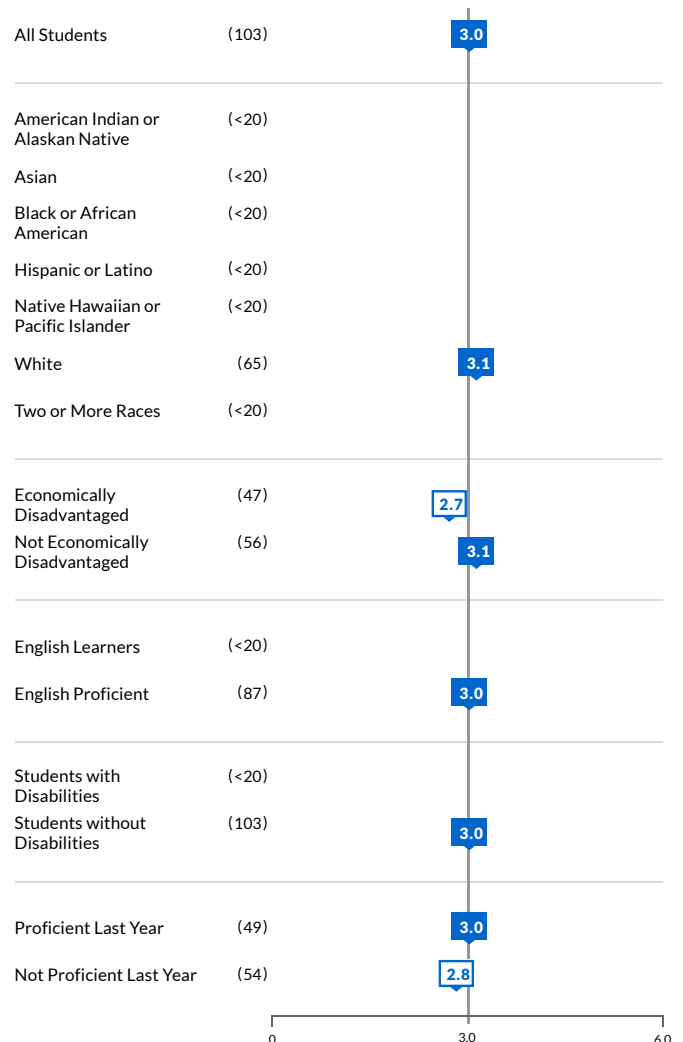 All Students (103) 3.0
American Indian or (<20)
Alaskan Native
Asian (<20)
Black or African (<20)
American
Hispanic or Latino (<20)
Native Hawaiian or (<20)
Pacific Islander
White (65) 3.1
Two or More Races (<20)
Economically (47) 2.7
Disadvantaged
Not Economically (56) 3.1
Disadvantaged
English Learners (<20)
English Proficient (87) 3.0
Students with (<20)
Disabilities
Students without (103) 3.0
Disabilities
Proficient Last Year (49) 3.0
Not Proficient Last Year (54) 2.8
0 3.0 6.0